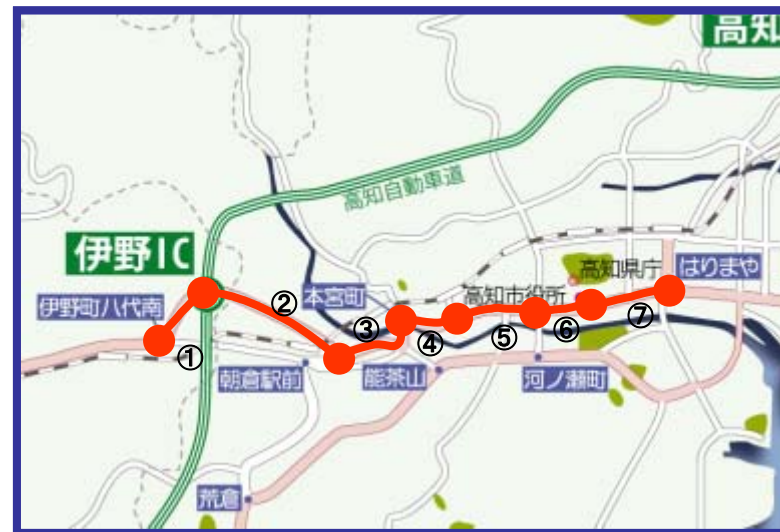 高知
高知自動車道
伊野IC
伊野町八代南
本宮町
高知市役所
高知県庁
はりまや
①
②
③
④
⑤
⑥
⑦
朝倉駅前
能茶山
河ノ瀬町
荒倉